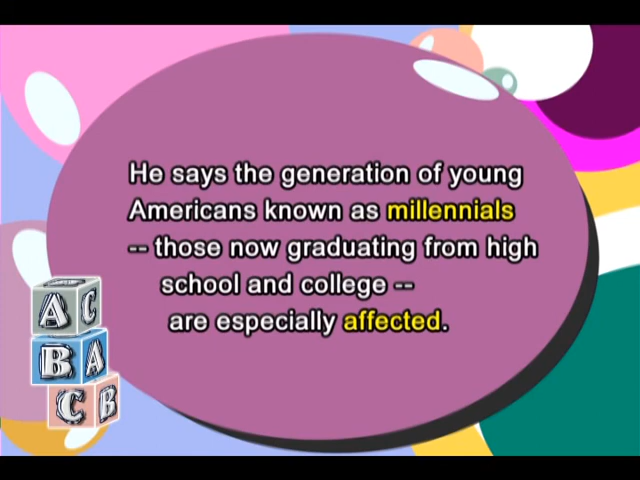 He says the generation of young
Americans known as millennials
-- those now graduating from high
school and college --
are especially affected.
A C
B A
C B